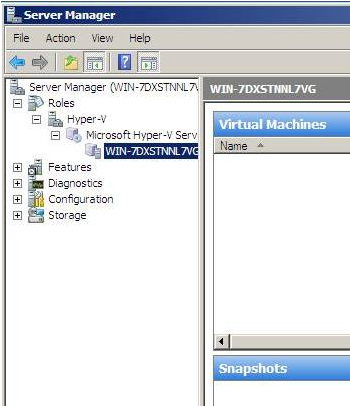 Server Manager
File Action View Help
Server Manager (WIN-7DXSTNNL7V
Roles
Hyper-V
Microsoft Hyper-V Serv
WIN-7DXSTNNL7VG
Features
Diagnostics
Configuration
Storage
WIN-7DXSTNNL7VG
Virtual Machines
Name
Snapshots